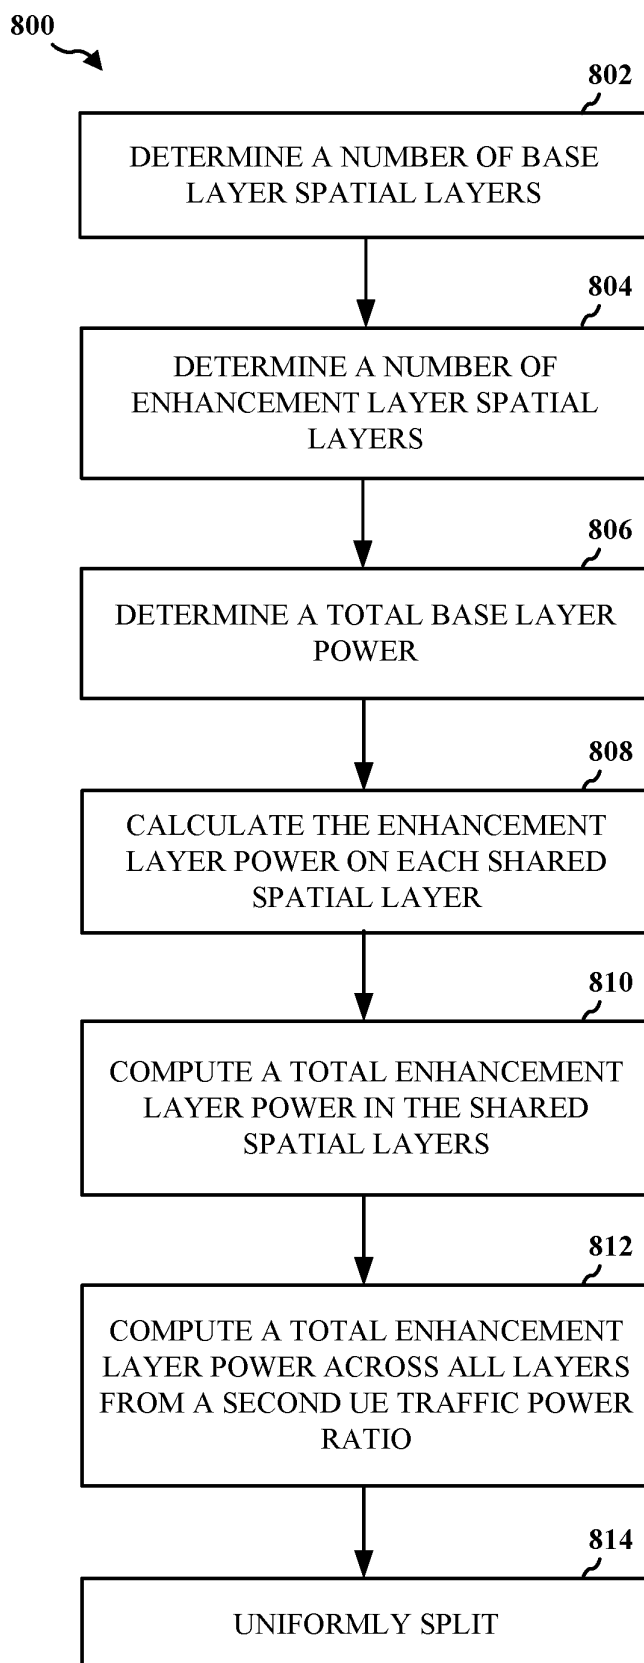 800
802
DETERMINE A NUMBER OF BASE
LAYER SPATIAL LAYERS
804
DETERMINE A NUMBER OF
ENHANCEMENT LAYER SPATIAL
LAYERS
806
DETERMINE A TOTAL BASE LAYER
POWER
808
CALCULATE THE ENHANCEMENT
LAYER POWER ON EACH SHARED
SPATIAL LAYER
810
COMPUTE A TOTAL ENHANCEMENT
LAYER POWER IN THE SHARED
SPATIAL LAYERS
812
COMPUTE A TOTAL ENHANCEMENT
LAYER POWER ACROSS ALL LAYERS
FROM A SECOND UE TRAFFIC POWER
RATIO
814
UNIFORMLY SPLIT